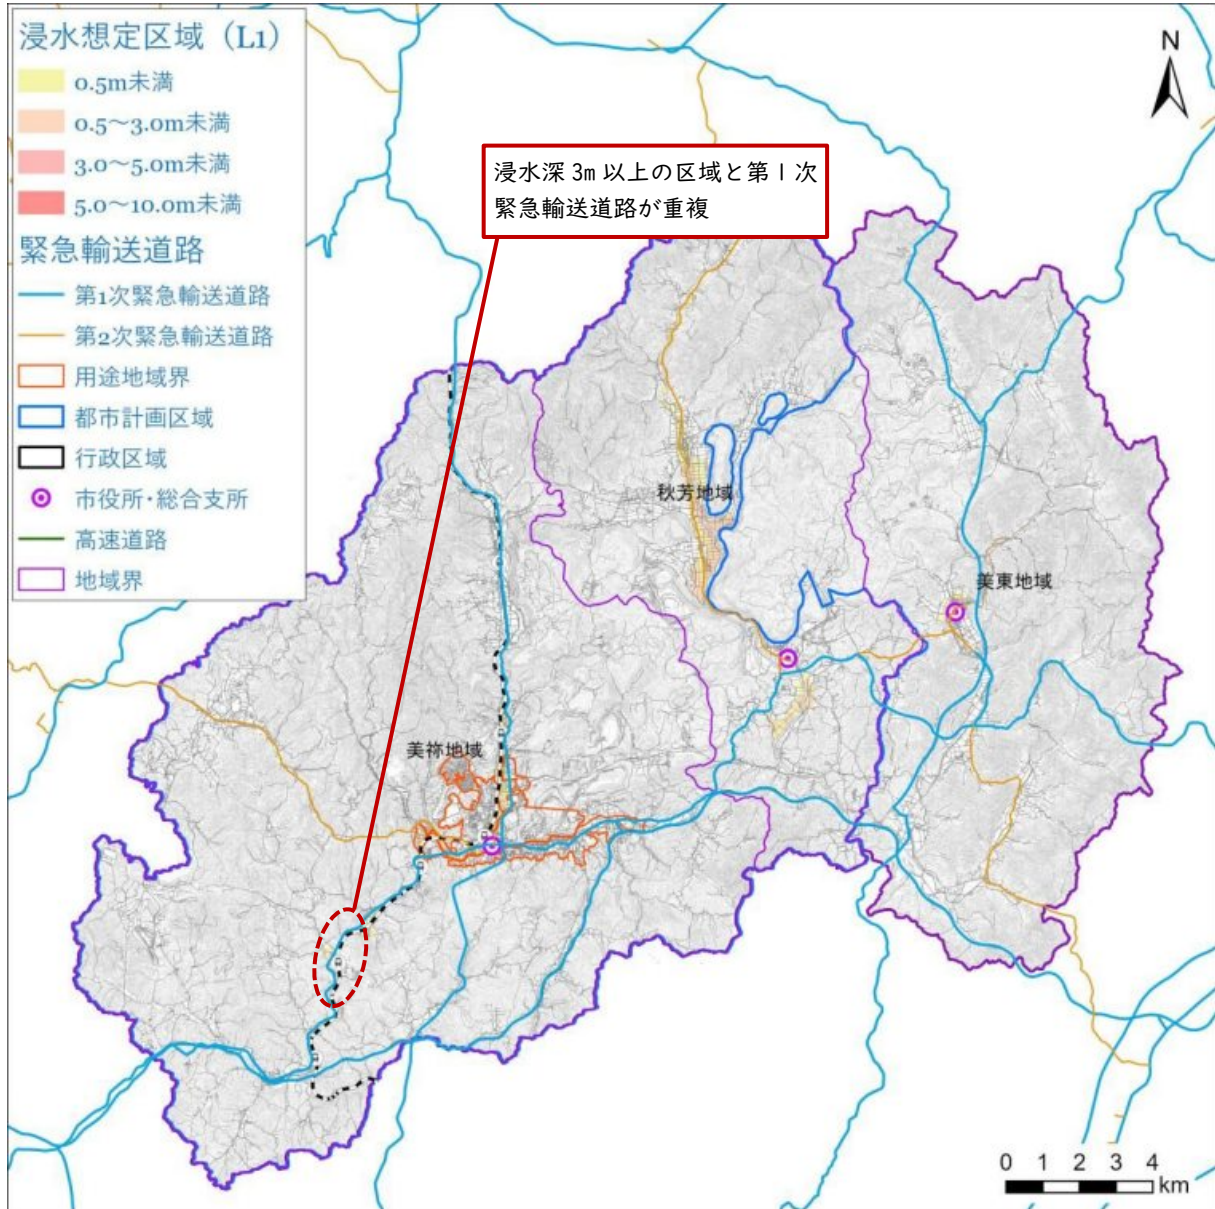 浸水想定区域（L1）
0.5m未満
0.5～3.0m未満
3.0～5.0m未満
5.0～10.0m未満
緊急輸送道路
第1次緊急輸送道路
第2次緊急輸送道路
用途地域界
都市計画区域
行政区域
市役所・総合支所
高速道路
地域界
浸水深 3m 以上の区域と第１次
緊急輸送道路が重複
N
秋芳地域
美東地域
美祢地域
0 1 2 3 4
km